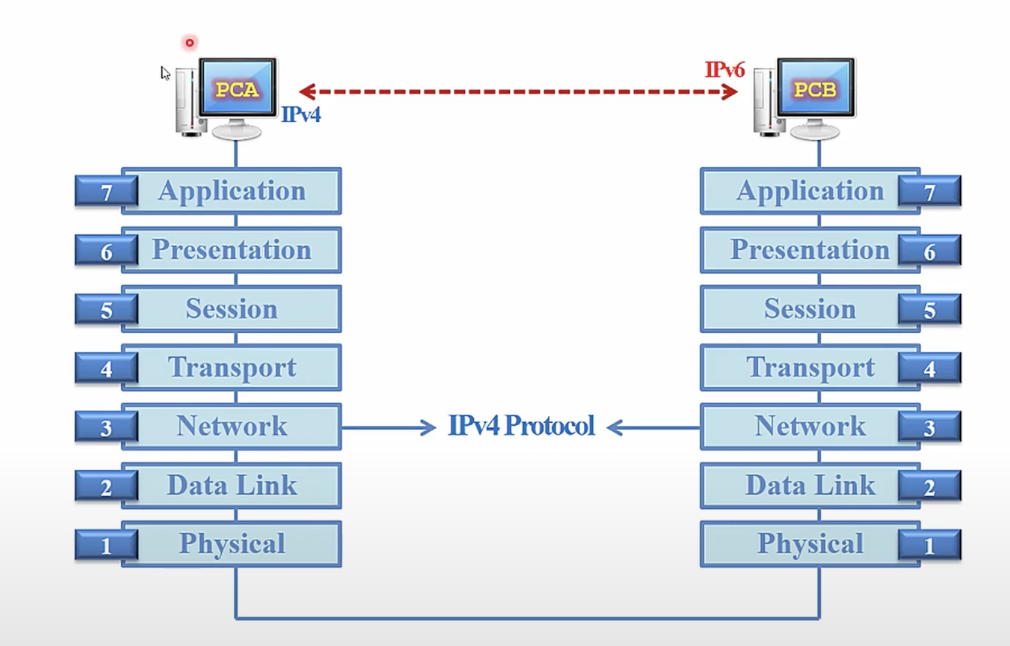 PCA
IPv4
IPv6
PCB
7 Application
6 Presentation
5 Session
4 Transport
3 Network
2 Data Link
1 Physical
IPv4 Protocol
Application 7
Presentation 6
Session 5
Transport 4
Network 3
Data Link 2
Physical 1